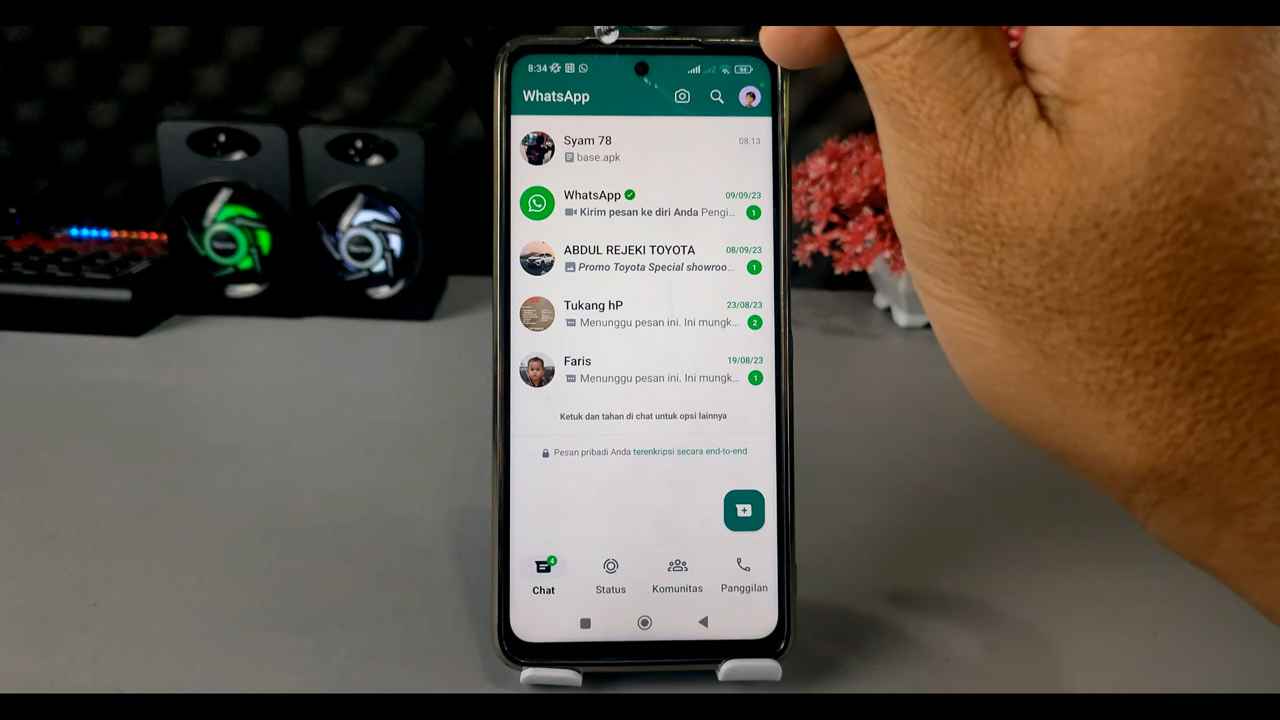 8:34
94
WhatsApp
Syam 78
08.13
base.apk
WhatsApp
09/09/23
Kirim pesan ke diri Anda Pengi...
1
ABDUL REJEKI TOYOTA
08/09/23
Promo Toyota Special showroo...
1
Tukang hP
23/08/23
Menunggu pesan ini. Ini mungk...
2
Faris
19/08/23
Menunggu pesan ini. Ini mungk...
1
Ketuk dan tahan di chat untuk opsi lainnya
Pesan pribadi Anda terenkripsi secara end-to-end
4
Chat
Status
Komunitas
Panggilan